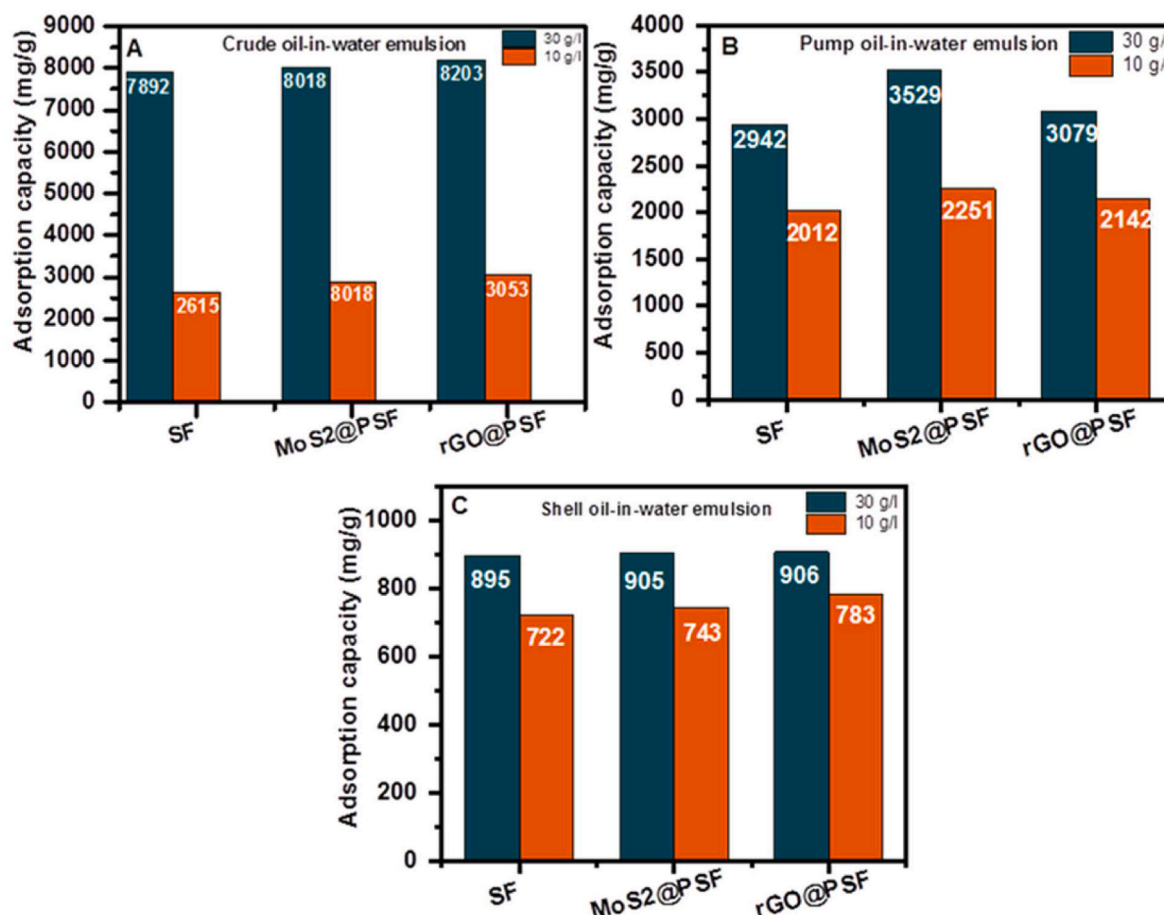 A
Crude oil-in-water emulsion
30 g/l
10 g/l
Adsorption capacity (mg/g)
9000
8000
7000
6000
5000
4000
3000
2000
1000
0
7892
2615
8018
8018
8203
3053
SF
MoS2@PSF
rGO@PSF
B
Pump oil-in-water emulsion
30 g/l
10 g/
Adsorption capacity (mg/g)
4000
3500
3000
2500
2000
1500
1000
500
0
2942
2012
3529
2251
3079
2142
SF
MoS2@PSF
rGO@PSF
C
Shell oil-in-water emulsion
30 g/l
10 g/l
Adsorption capacity (mg/g)
1000
800
600
400
200
0
895
722
905
743
906
783
SF
MoS2@PSF
rGO@PSF